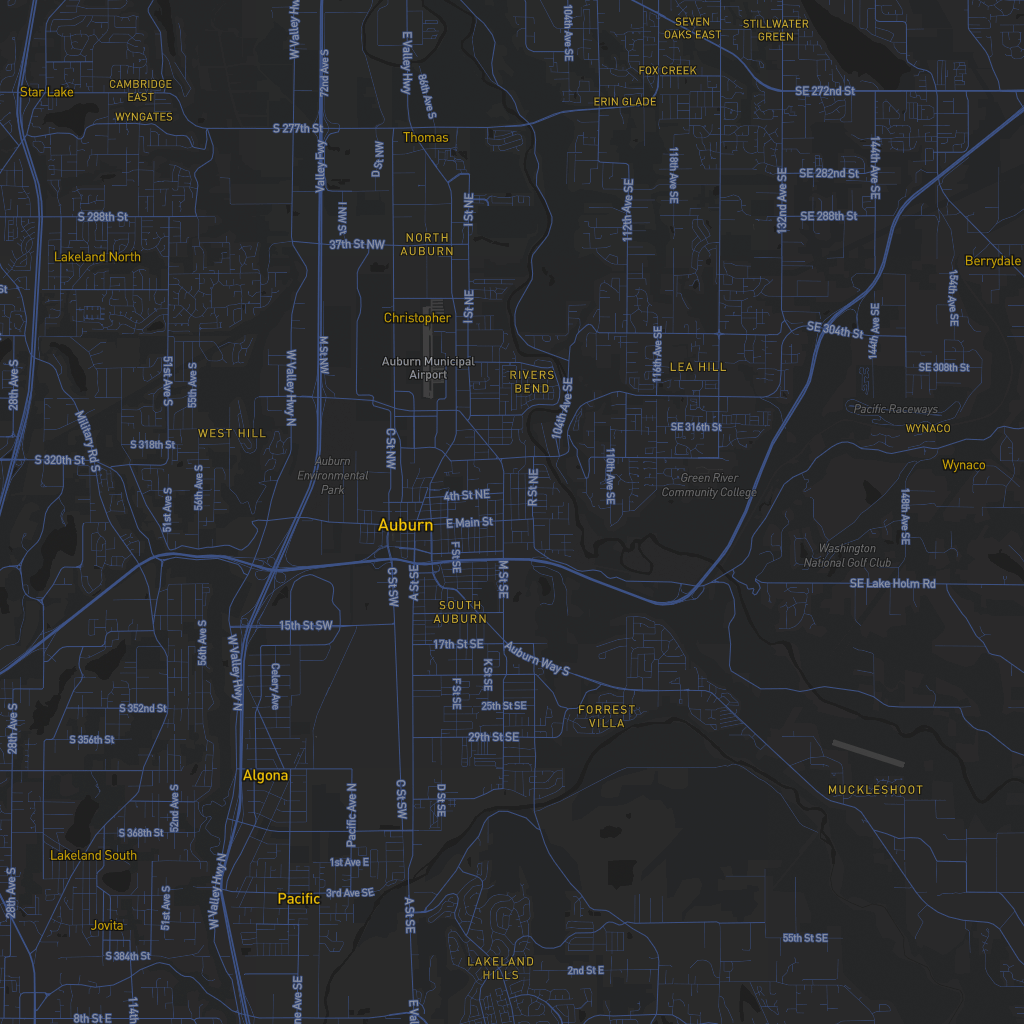 W Valley Hwy
E Valley Hwy
104th Ave SE
SEVEN
OAKS EAST
STILLWATER
GREEN
72nd Ave S
86th Ave S
FOX CREEK
CAMBRIDGE
EAST
Star Lake
SE 272nd St
ERIN GLADE
WYNGATES
S 277th St
Thomas
Valley Fwy
D St NW
118th Ave SE
144th Ave SE
SE 282nd St
132nd Ave SE
112th Ave SE
I NW St
I St NE
S 288th St
SE 288th St
37th St NW
NORTH
AUBURN
Lakeland North
Berrydale
St
I St NE
154th Ave SE
Christopher
SE 304th St
144th Ave SE
M St NW
116th Ave SE
Auburn Municipal
Airport
28th Ave S
51st Ave S
55th Ave S
W Valley Hwy N
RIVERS
BEND
LEA HILL
SE 308th St
104th Ave SE
Pacific Raceways
WYNACO
SE 316th St
Military Rd S
WEST HILL
S 318th St
C St NW
S 320th St
Auburn
Environmental
Park
Wynaco
56th Ave S
R St NE
110th Ave SE
Green River
Community College
4th St NE
51st Ave S
148th Ave SE
Auburn
E Main St
F St SE
Washington
National Golf Club
C St SW
A St SE
M St SE
SE Lake Holm Rd
SOUTH
AUBURN
15th St SW
56th Ave S
W Valley Hwy N
17th St SE
Auburn Way S
Celery Ave
K St SE
F St SE
28th Ave S
S 352nd St
25th St SE
FORREST
VILLA
S 356th St
29th St SE
Algona
MUCKLESHOOT
52nd Ave S
Pacific Ave N
C St SW
D St SE
S 368th St
Lakeland South
1st Ave E
28th Ave S
51st Ave S
W Valley Hwy N
Pacific
3rd Ave SE
A St SE
Jovita
55th St SE
S 384th St
LAKELAND
HILLS
2nd St E
114th
ne Ave SE
E Val
8th St E